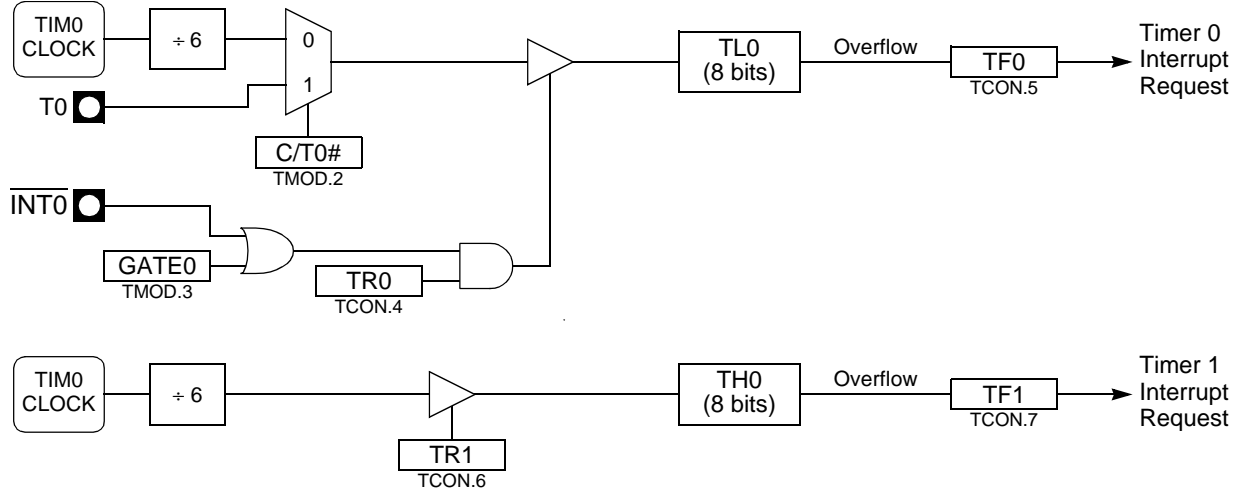 TIM0
CLOCK
÷ 6
0
1
T0
C/T0#
TMOD.2
TL0
(8 bits)
Overflow
TF0
TCON.5
Timer 0
Interrupt
Request
INT0
GATE0
TMOD.3
TR0
TCON.4
TIM0
CLOCK
÷ 6
TR1
TCON.6
TH0
(8 bits)
Overflow
TF1
TCON.7
Timer 1
Interrupt
Request